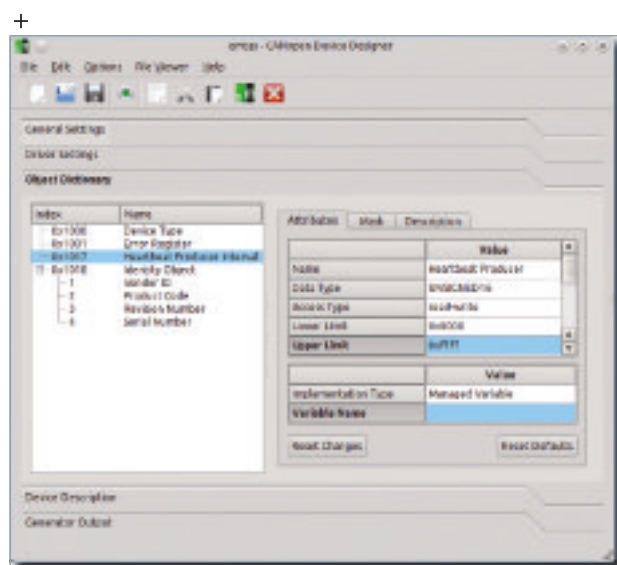 +
CANopen Device Designer
File Edit Options File Viewer Help
General Settings
Driver Settings
Object Dictionary
Index Name
0x1000 Device Type
0x1001 Error Register
0x1017 Heartbeat Producer Interval
0x1018 Identity Object
1 Vendor ID
2 Product Code
3 Revision Number
4 Serial Number
Attributes Mask Description
Value
Name Heartbeat Producer
Data Type UNSIGNED16
Access Type readwrite
Lower Limit 0x0000
Upper Limit 0xffff
Value
Implementation Type Managed Variable
Variable Name
Reset Changes Reset Defaults
Device Description
Generator Output